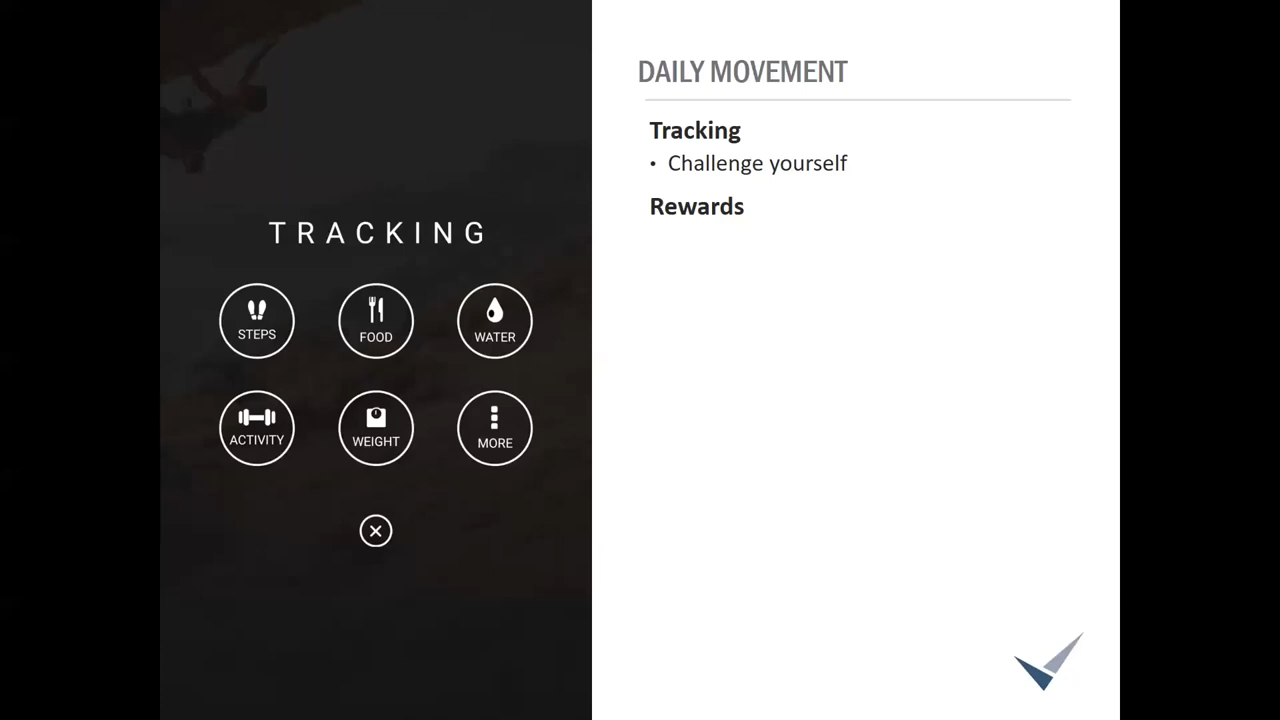 TRACKING
STEPS
FOOD
WATER
ACTIVITY
WEIGHT
MORE
DAILY MOVEMENT
Tracking
• Challenge yourself
Rewards